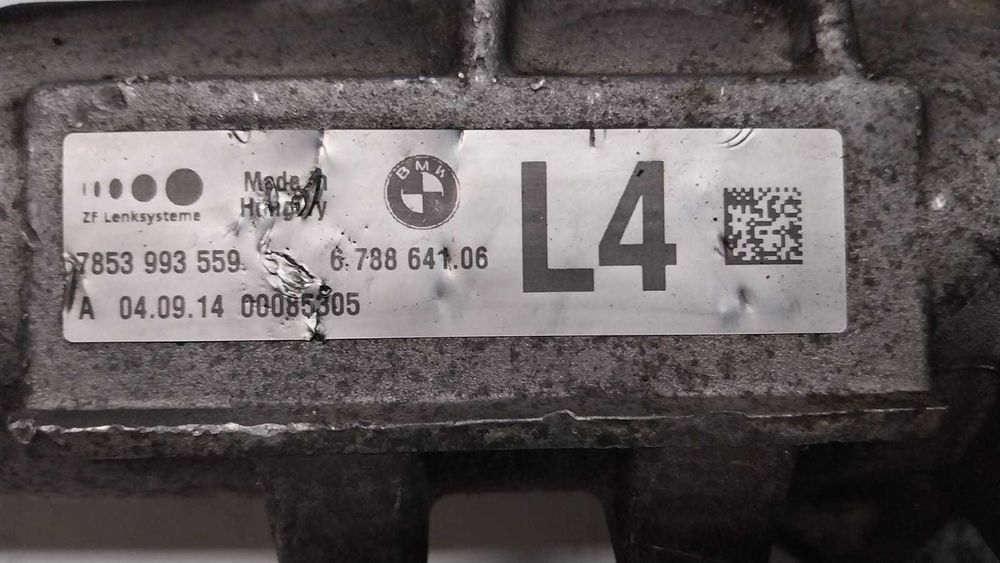 ZF Lenksysteme
Made in
Hungary
BMW
L4
7853 993 559
6 788 641.06
A 04.09.14 00085305